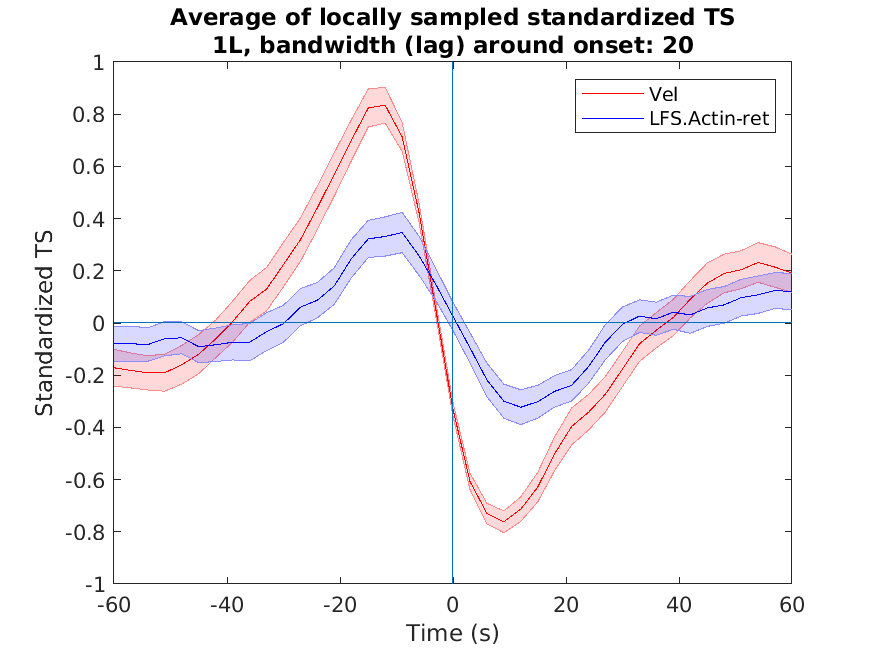 Average of locally sampled standardized TS
1L, bandwidth (lag) around onset: 20
Vel
LFS.Actin-ret
Standardized TS
1
0.8
0.6
0.4
0.2
0
-0.2
-0.4
-0.6
-0.8
-1
-60 -40 -20 0 20 40 60
Time (s)